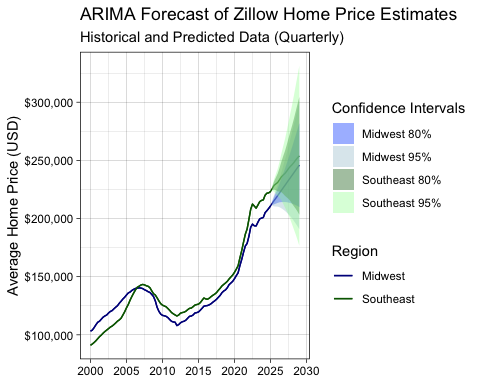 ARIMA Forecast of Zillow Home Price Estimates
Historical and Predicted Data (Quarterly)
Average Home Price (USD)
$300,000
$250,000
$200,000
$150,000
$100,000
2000 2005 2010 2015 2020 2025 2030
Confidence Intervals
Midwest 80%
Midwest 95%
Southeast 80%
Southeast 95%
Region
Midwest
Southeast